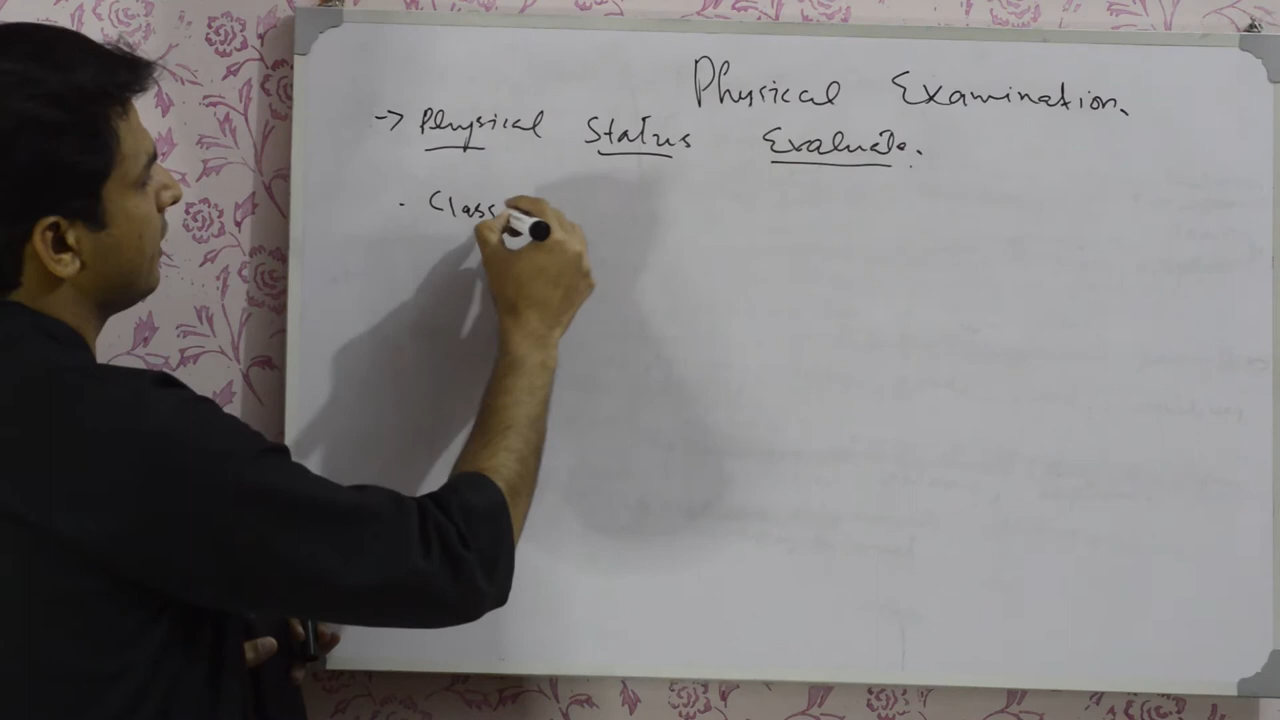 Physical Examination.
→ Physical Status Evaluate.
. Class